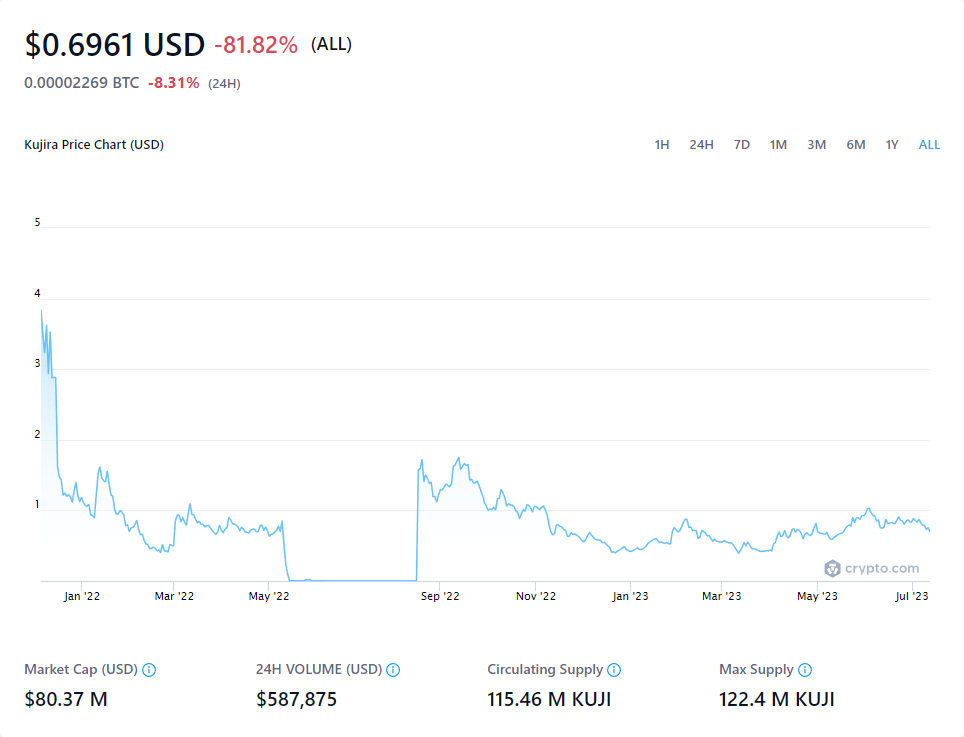 $0.6961 USD -81.82% (ALL)
0.00002269 BTC -8.31% (24H)
Kujira Price Chart (USD) 1H 24H 7D 1M 3M 6M 1Y ALL
5
4
3
2
1
crypto.com
Jan '22 Mar '22 May '22 Sep '22 Nov '22 Jan '23 Mar '23 May '23 Jul '23
Market Cap (USD) 24H VOLUME (USD) Circulating Supply Max Supply
$80.37 M $587,875 115.46 M KUJI 122.4 M KUJI